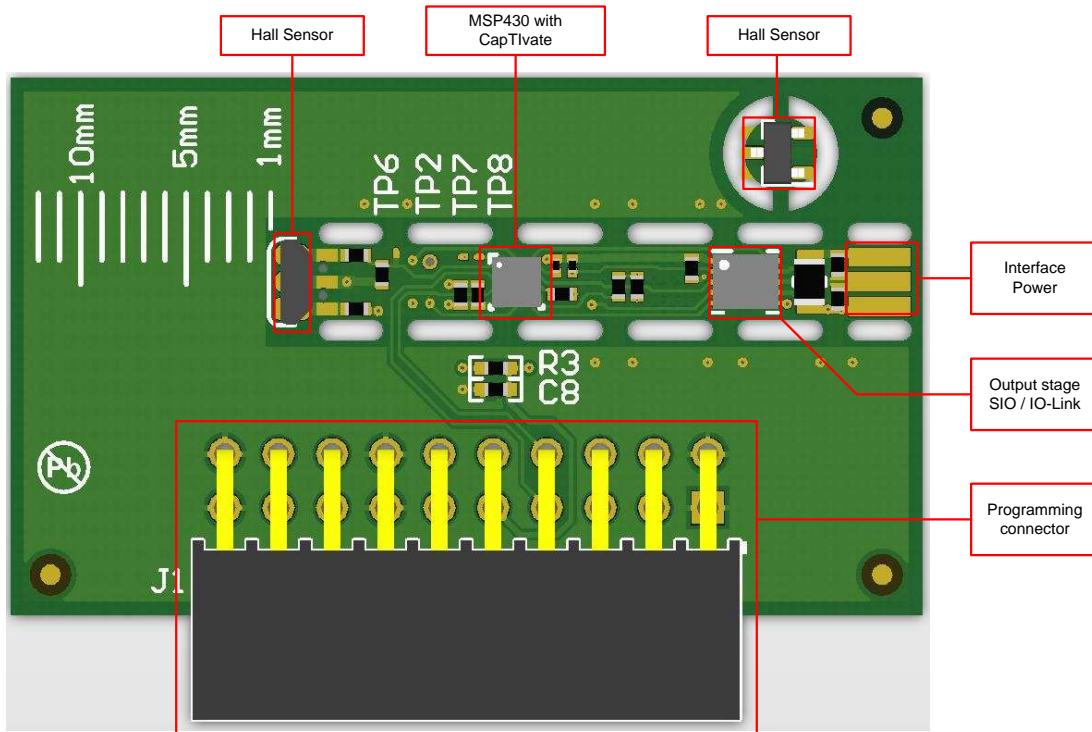 Hall Sensor
MSP430 with
CapTIvate
Hall Sensor
10mm
5mm
1mm
TP6
TP2
TP7
TP8
Interface
Power
R3
C8
Output stage
SIO / IO-Link
Pb
Programming
connector
J1